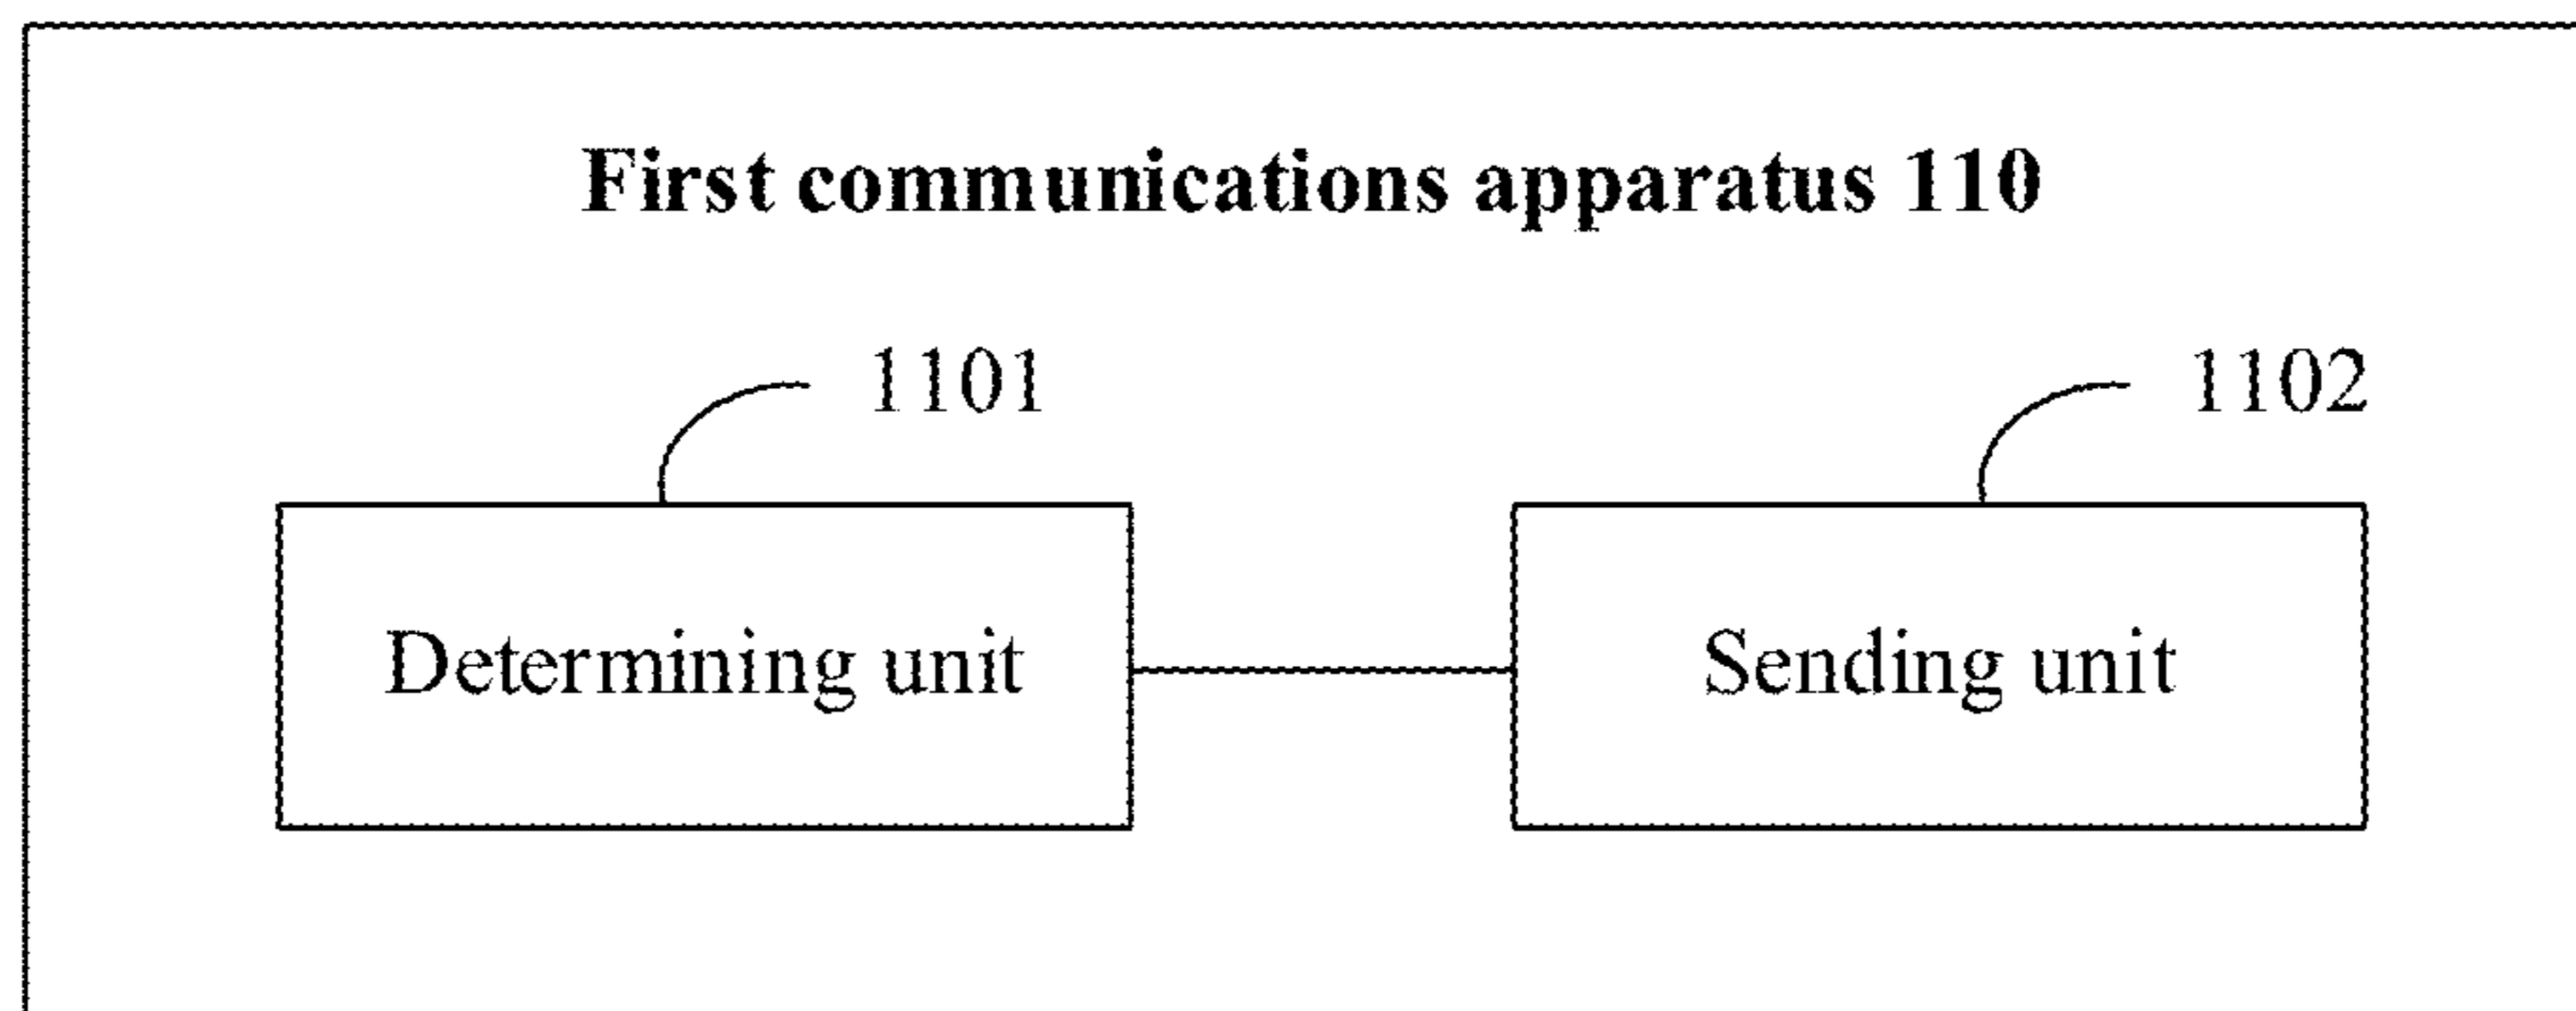 First communications apparatus 110
1101
1102
Determining unit
Sending unit